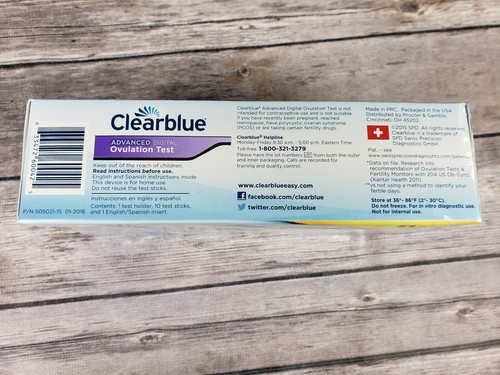 Clearblue
ADVANCED DIGITAL
Ovulation Test
Keep out of the reach of children.
Read instructions before use.
English and Spanish instructions inside.
This device is for home use.
Do not reuse the test sticks.
Instrucciones en inglés y español.
Contents: 1 test holder, 10 test sticks,
and 1 English/Spanish insert.
P/N 505021-15 01-2016
Clearblue® Advanced Digital Ovulation Test is not
intended for contraceptive use and is not suitable
if you have recently been pregnant, reached
menopause, have polycystic ovarian syndrome
(PCOS) or are taking certain fertility drugs.
Clearblue® Helpline
Monday-Friday 8:30 a.m. - 5:00 p.m. Eastern Time.
Toll-free. 1-800-321-3279
Please have the lot numbers LOT from both the outer
and inner packaging. Calls are recorded for
training and quality control.
www.clearblueeasy.com
facebook.com/clearblue
twitter.com/clearblue
Made in PRC. Packaged in the USA
Distributed by Procter & Gamble,
Cincinnati, OH 45202.
©2015 SPD. All rights reserved.
Clearblue is a trademark of
SPD Swiss Precision
Diagnostics GmbH.
Pat. – see
*Data on file. Research into
recommendation of Ovulation Tests &
Fertility Monitors with 204 US Ob-Gyns.
(Kantar Health 2011).
**vs not using a method to identify your
fertile days.
Store at 36°- 86°F (2°- 30°C).
Do not freeze. For in vitro diagnostic use.
Not for internal use.